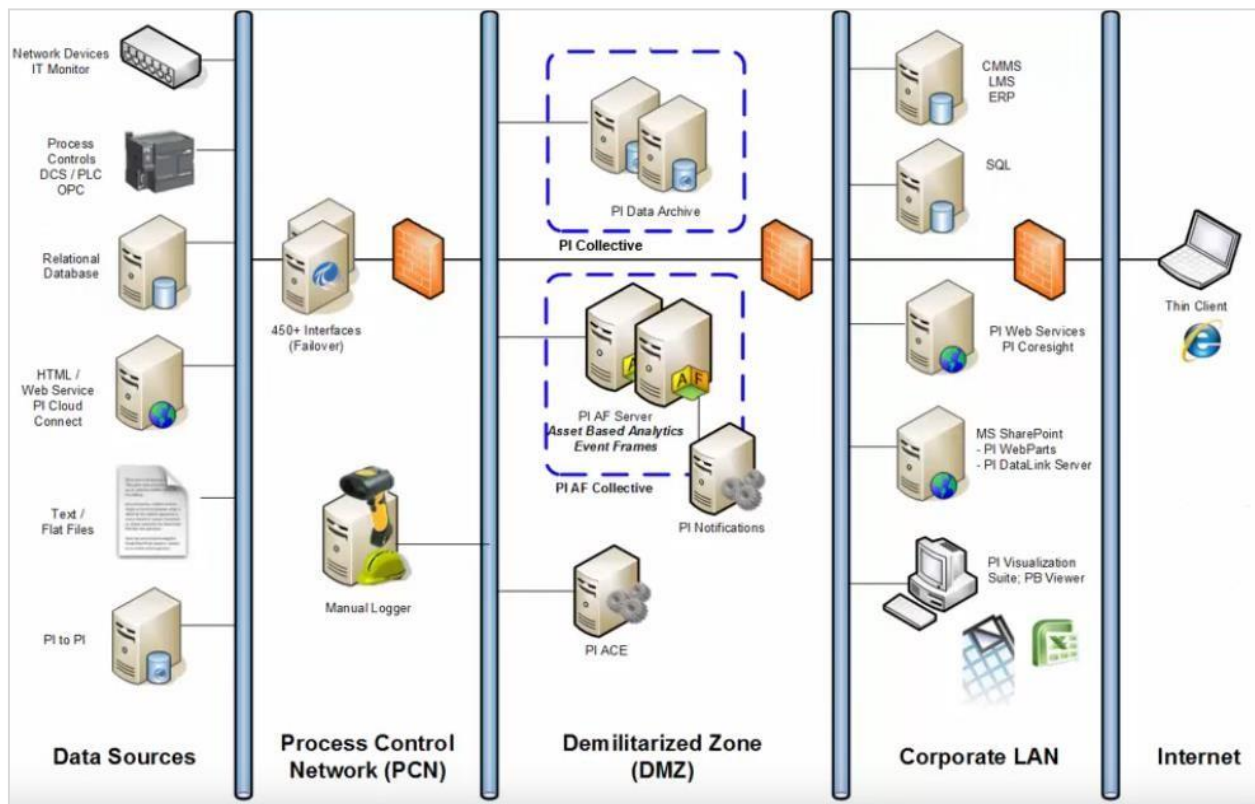 Network Devices
IT Monitor
Process
Controls
DCS / PLC
OPC
Relational
Database
HTML /
Web Service
PI Cloud
Connect
Text /
Flat Files
PI to PI
Data Sources
450+ Interfaces
(Failover)
Manual Logger
Process Control
Network (PCN)
PI Data Archive
PI Collective
A
A F
PI AF Server
Asset Based Analytics
Event Frames
PI AF Collective
PI Notifications
PI ACE
Demilitarized Zone
(DMZ)
CMMS
LMS
ERP
SQL
PI Web Services
PI Coresight
MS SharePoint
- PI WebParts
- PI DataLink Server
PI Visualization
Suite; PB Viewer
X
Corporate LAN
Thin Client
Internet